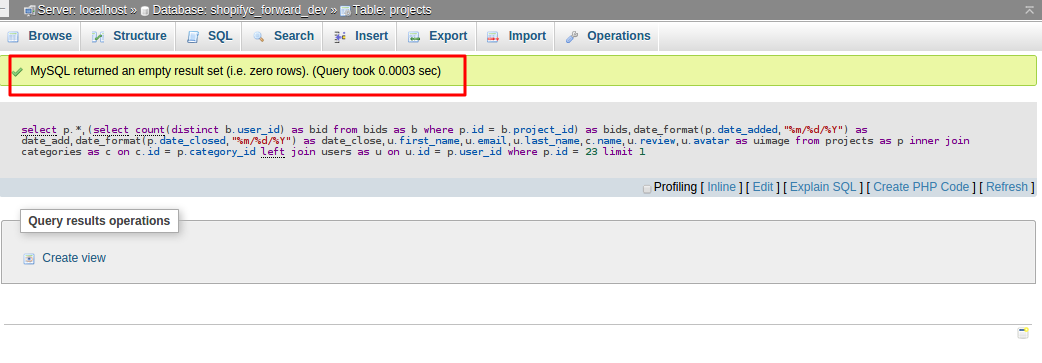 Server: localhost » Database: shopifyc_forward_dev » Table: projects
Browse Structure SQL Search Insert Export Import Operations
MySQL returned an empty result set (i.e. zero rows). (Query took 0.0003 sec)
select p.*,(select count(distinct b.user_id) as bid from bids as b where p.id = b.project_id) as bids,date_format(p.date_added,"%m/%d/%Y") as
date_add,date_format(p.date_closed,"%m/%d/%Y") as date_close,u.first_name,u.email,u.last_name,c.name,u.review,u.avatar as uimage from projects as p inner join
categories as c on c.id = p.category_id left join users as u on u.id = p.user_id where p.id = 23 limit 1
Profiling [ Inline ] [ Edit ] [ Explain SQL ] [ Create PHP Code ] [ Refresh ]
Query results operations
Create view